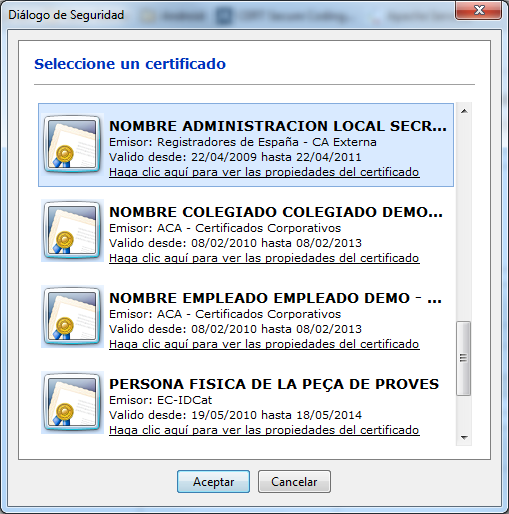 Diálogo de Seguridad
Seleccione un certificado
NOMBRE ADMINISTRACION LOCAL SECR...
Emisor: Registradores de España - CA Externa
Valido desde: 22/04/2009 hasta 22/04/2011
Haga clic aquí para ver las propiedades del certificado
NOMBRE COLEGIADO COLEGIADO DEMO...
Emisor: ACA - Certificados Corporativos
Valido desde: 08/02/2010 hasta 08/02/2013
Haga clic aquí para ver las propiedades del certificado
NOMBRE EMPLEADO EMPLEADO DEMO - ...
Emisor: ACA - Certificados Corporativos
Valido desde: 08/02/2010 hasta 08/02/2013
Haga clic aquí para ver las propiedades del certificado
PERSONA FISICA DE LA PEÇA DE PROVES
Emisor: EC-IDCat
Valido desde: 19/05/2010 hasta 18/05/2014
Haga clic aquí para ver las propiedades del certificado
Aceptar Cancelar